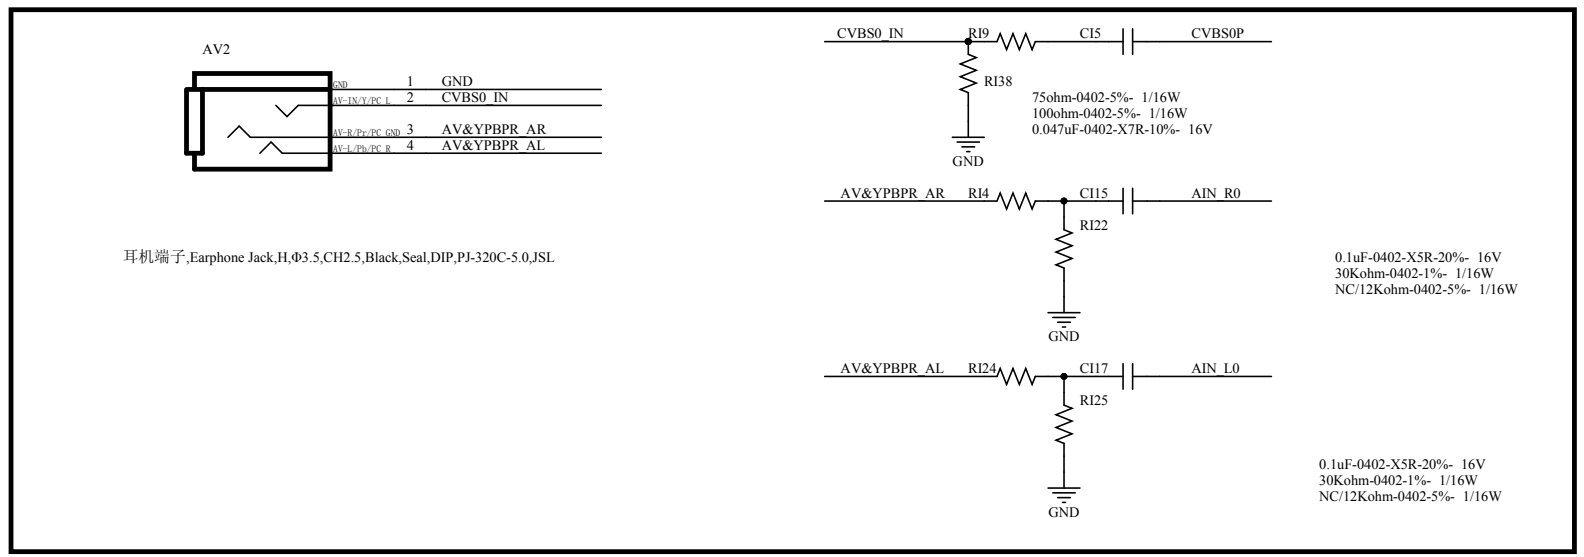 AV2
GND 1 GND
AV-IN/Y/PC_L 2 CVBS0_IN
AV-R/Pr/PC_GND 3 AV&YPBPR_AR
AV-L/Pb/PC_R 4 AV&YPBPR_AL
耳机端子,Earphone Jack,H,Φ3.5,CH2.5,Black,Seal,DIP,PJ-320C-5.0,JSL
CVBS0_IN RI9 CI5 CVBS0P
RI38
75ohm-0402-5%- 1/16W
100ohm-0402-5%- 1/16W
0.047uF-0402-X7R-10%- 16V
GND
AV&YPBPR_AR RI4 CI15 AIN_R0
RI22
0.1uF-0402-X5R-20%- 16V
30Kohm-0402-1%- 1/16W
NC/12Kohm-0402-5%- 1/16W
GND
AV&YPBPR_AL RI24 CI17 AIN_L0
RI25
0.1uF-0402-X5R-20%- 16V
30Kohm-0402-1%- 1/16W
NC/12Kohm-0402-5%- 1/16W
GND